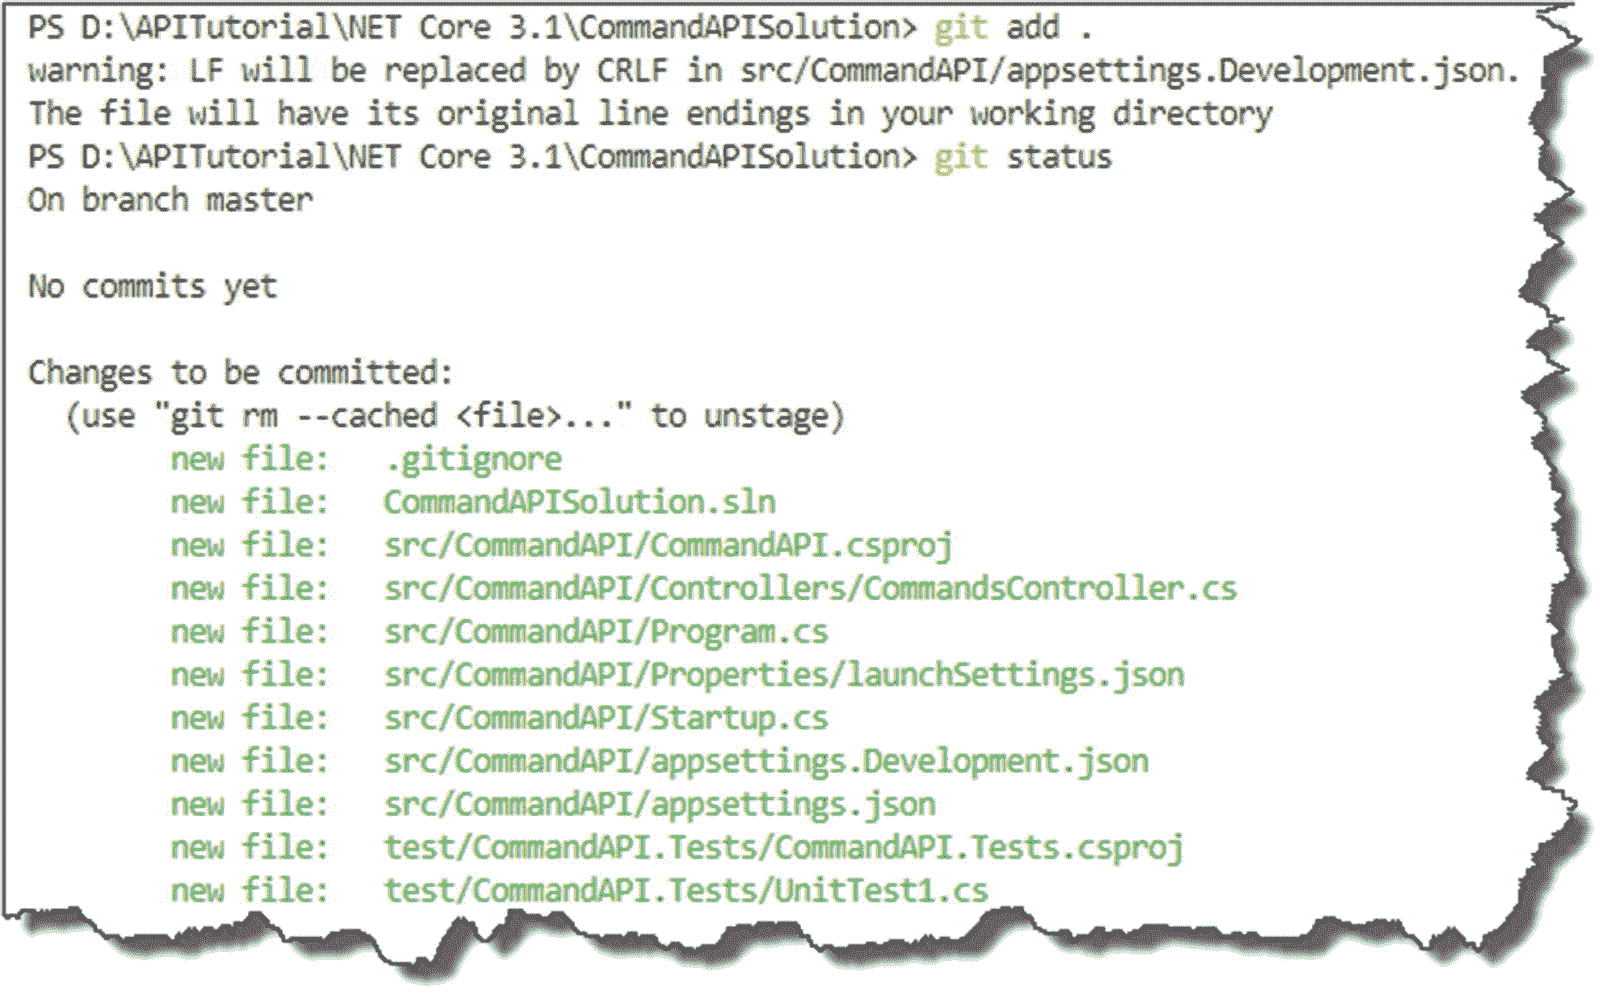 PS D:\APITutorial\NET Core 3.1\CommandAPISolution> git add .
warning: LF will be replaced by CRLF in src/CommandAPI/appsettings.Development.json.
The file will have its original line endings in your working directory
PS D:\APITutorial\NET Core 3.1\CommandAPISolution> git status
On branch master
No commits yet
Changes to be committed:
(use "git rm --cached <file>..." to unstage)
new file: .gitignore
new file: CommandAPISolution.sln
new file: src/CommandAPI/CommandAPI.csproj
new file: src/CommandAPI/Controllers/CommandsController.cs
new file: src/CommandAPI/Program.cs
new file: src/CommandAPI/Properties/launchSettings.json
new file: src/CommandAPI/Startup.cs
new file: src/CommandAPI/appsettings.Development.json
new file: src/CommandAPI/appsettings.json
new file: test/CommandAPI.Tests/CommandAPI.Tests.csproj
new file: test/CommandAPI.Tests/UnitTest1.cs